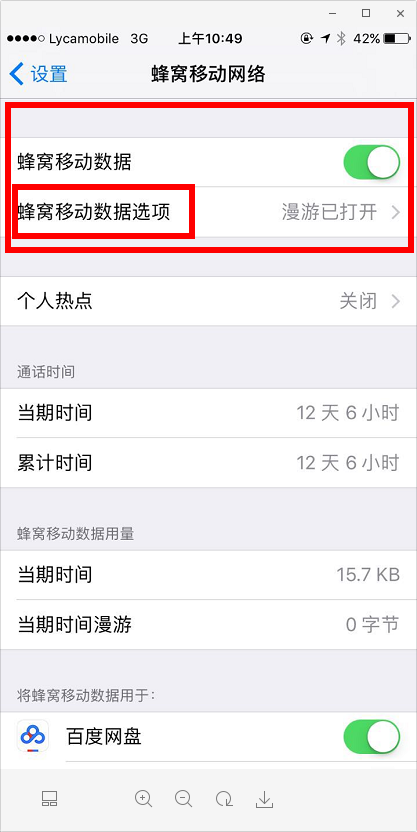 Lycamobile 3G 上午10:49 42%
设置 蜂窝移动网络
蜂窝移动数据
蜂窝移动数据选项 漫游已打开
个人热点 关闭
通话时间
当期时间 12 天 6 小时
累计时间 12 天 6 小时
蜂窝移动数据用量
当期时间 15.7 KB
当期时间漫游 0 字节
将蜂窝移动数据用于:
百度网盘